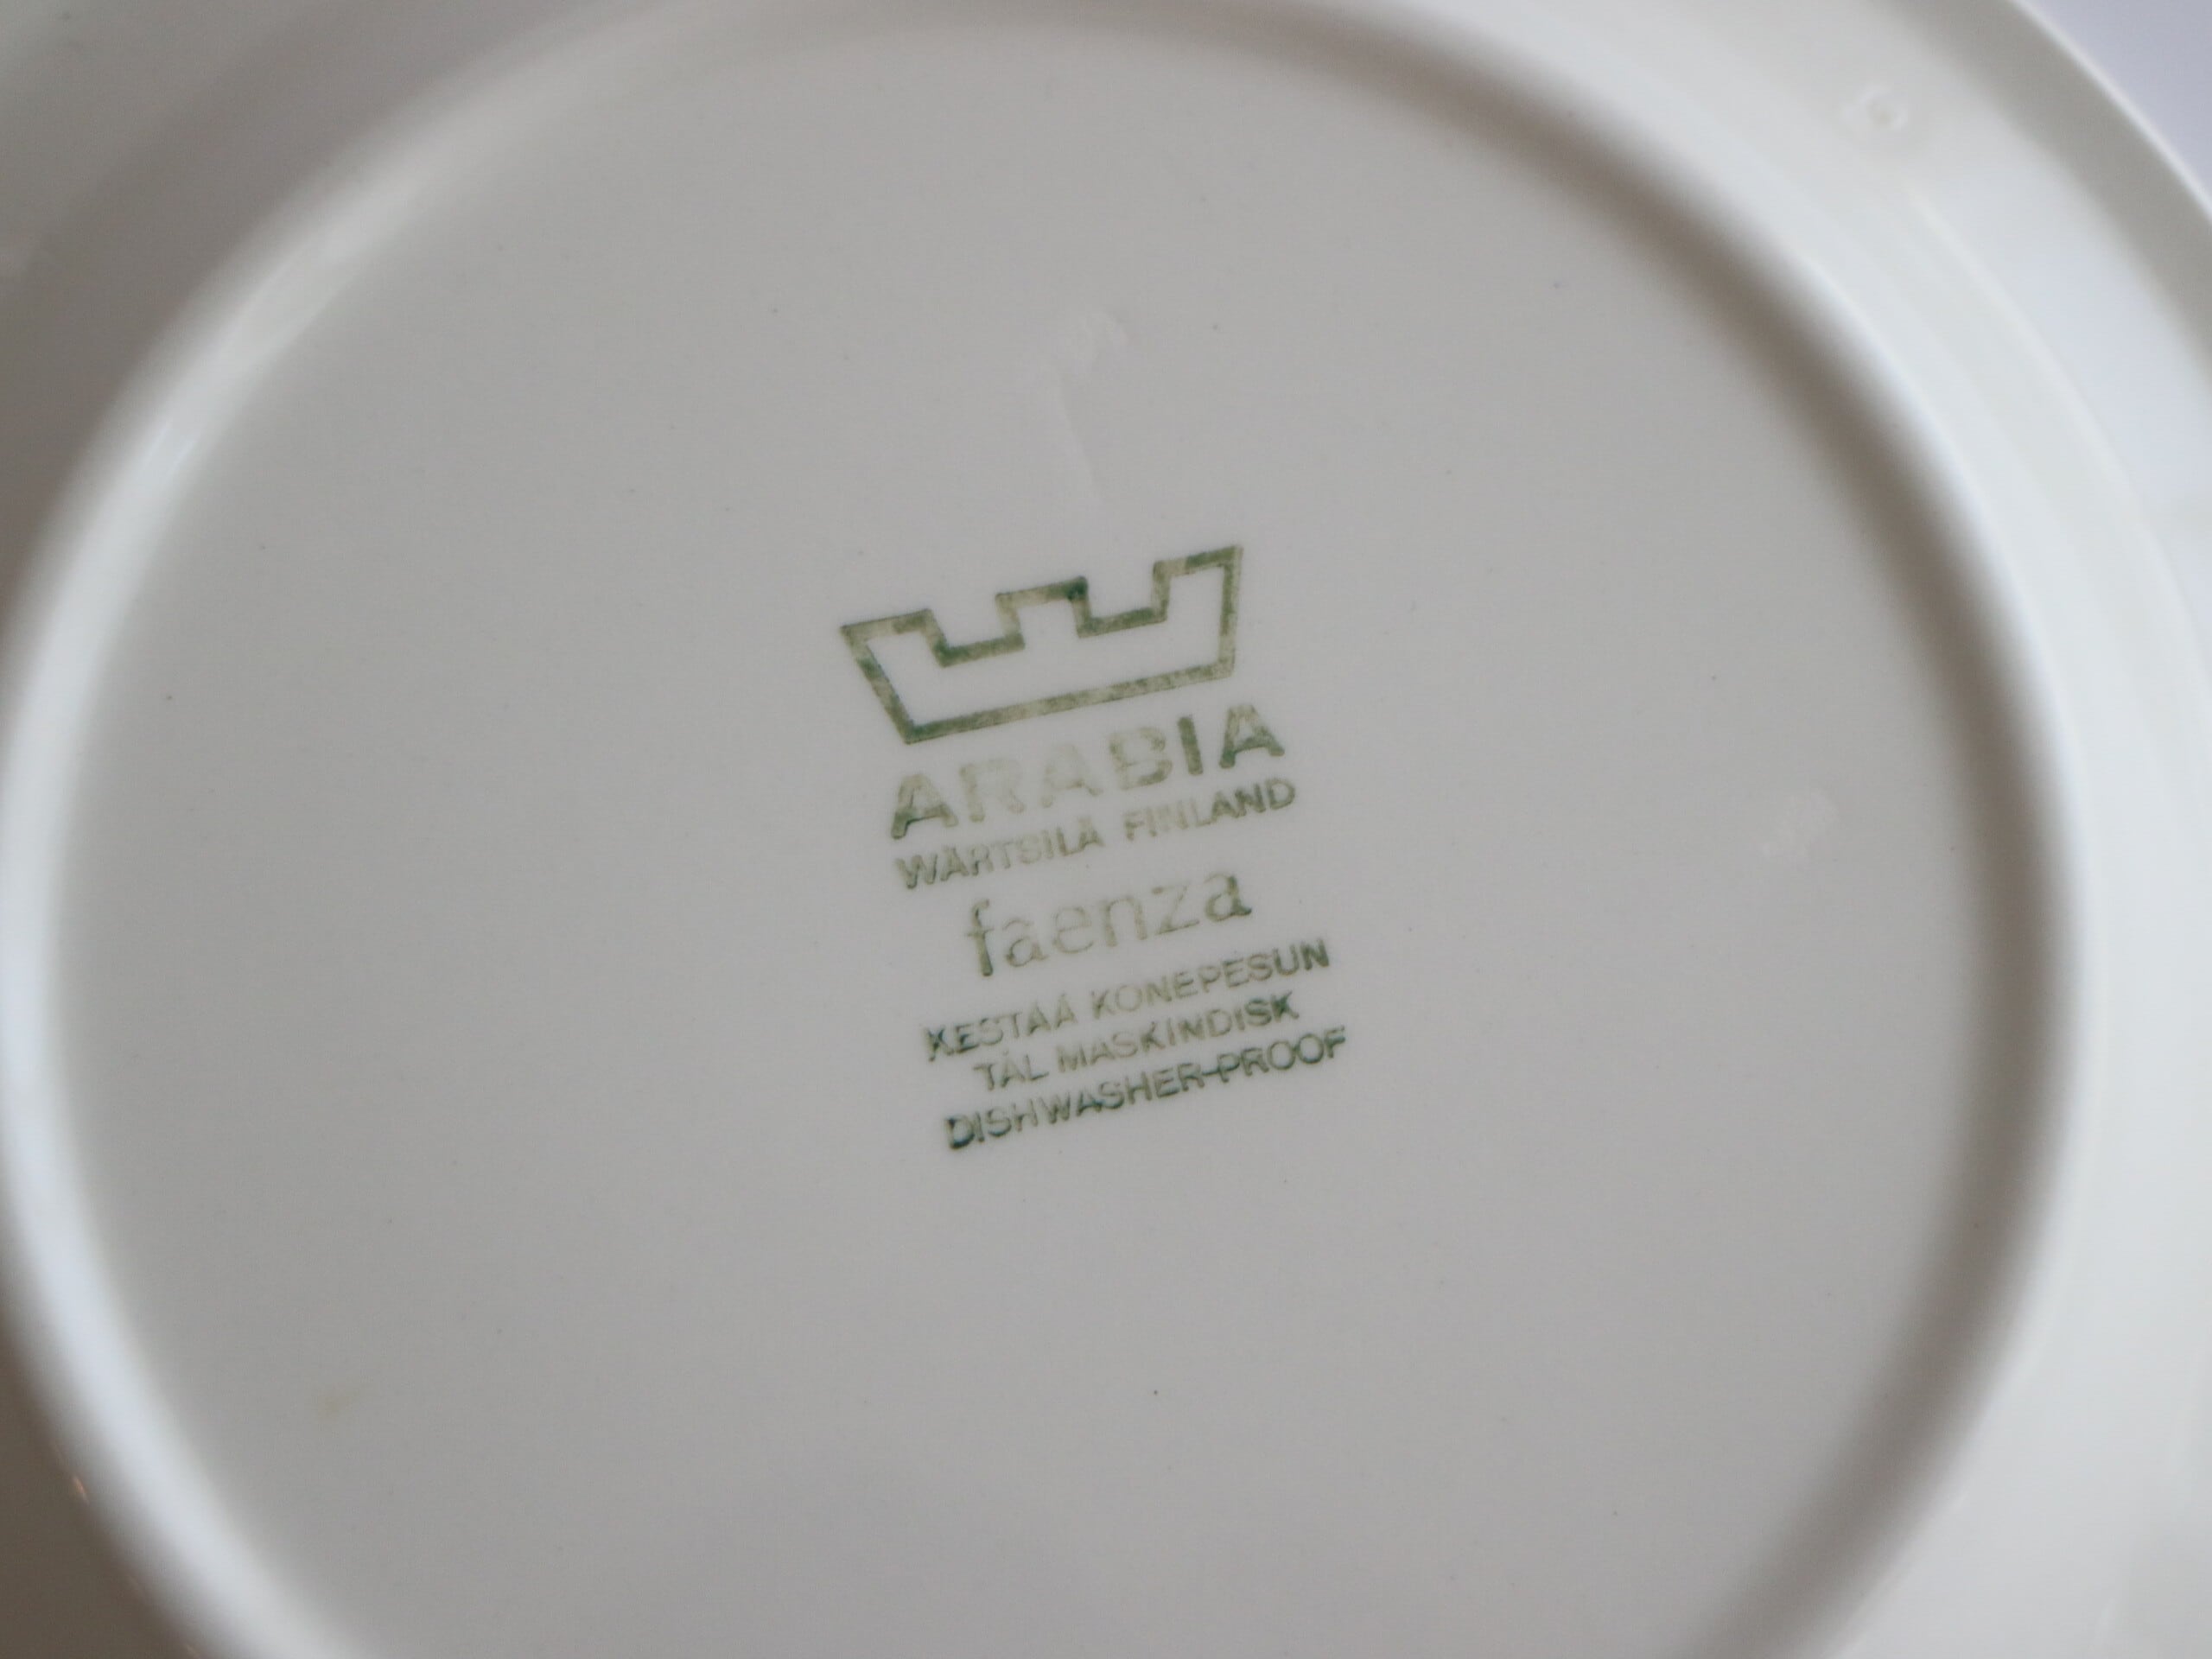 ARABIA
WÄRTSILÄ FINLAND
faenza
KESTÄÄ KONEPESUN
TÅL MASKINDISK
DISHWASHER-PROOF